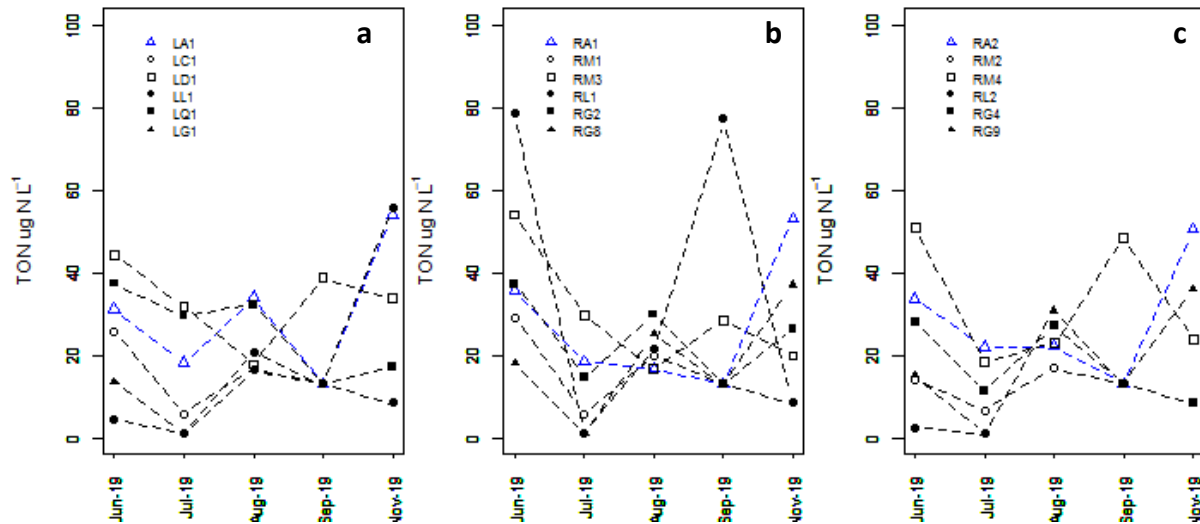 a
LA1
LC1
LD1
LL1
LQ1
LG1
TON ug N L⁻¹
0
20
40
60
80
100
Jun-19
Jul-19
Aug-19
Sep-19
Nov-19
b
RA1
RM1
RM3
RL1
RG2
RG8
TON ug N L⁻¹
0
20
40
60
80
100
Jun-19
Jul-19
Aug-19
Sep-19
Nov-19
c
RA2
RM2
RM4
RL2
RG4
RG9
TON ug N L⁻¹
0
20
40
60
80
100
Jun-19
Jul-19
Aug-19
Sep-19
Nov-19